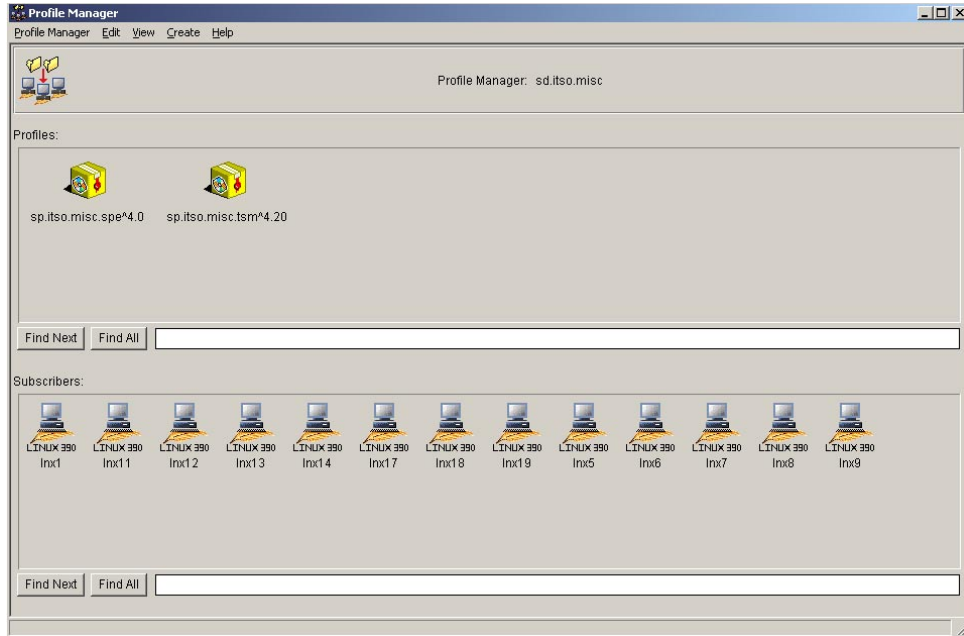 Profile Manager
Profile Manager Edit View Create Help
Profile Manager: sd.itso.misc
Profiles:
sp.itso.misc.spe^4.0 sp.itso.misc.tsm^4.20
Find Next Find All
Subscribers:
LINUX 390 LINUX 390 LINUX 390 LINUX 390 LINUX 390 LINUX 390 LINUX 390 LINUX 390 LINUX 390 LINUX 390 LINUX 390 LINUX 390 LINUX 390
lnx1 lnx11 lnx12 lnx13 lnx14 lnx17 lnx18 lnx19 lnx5 lnx6 lnx7 lnx8 lnx9
Find Next Find All